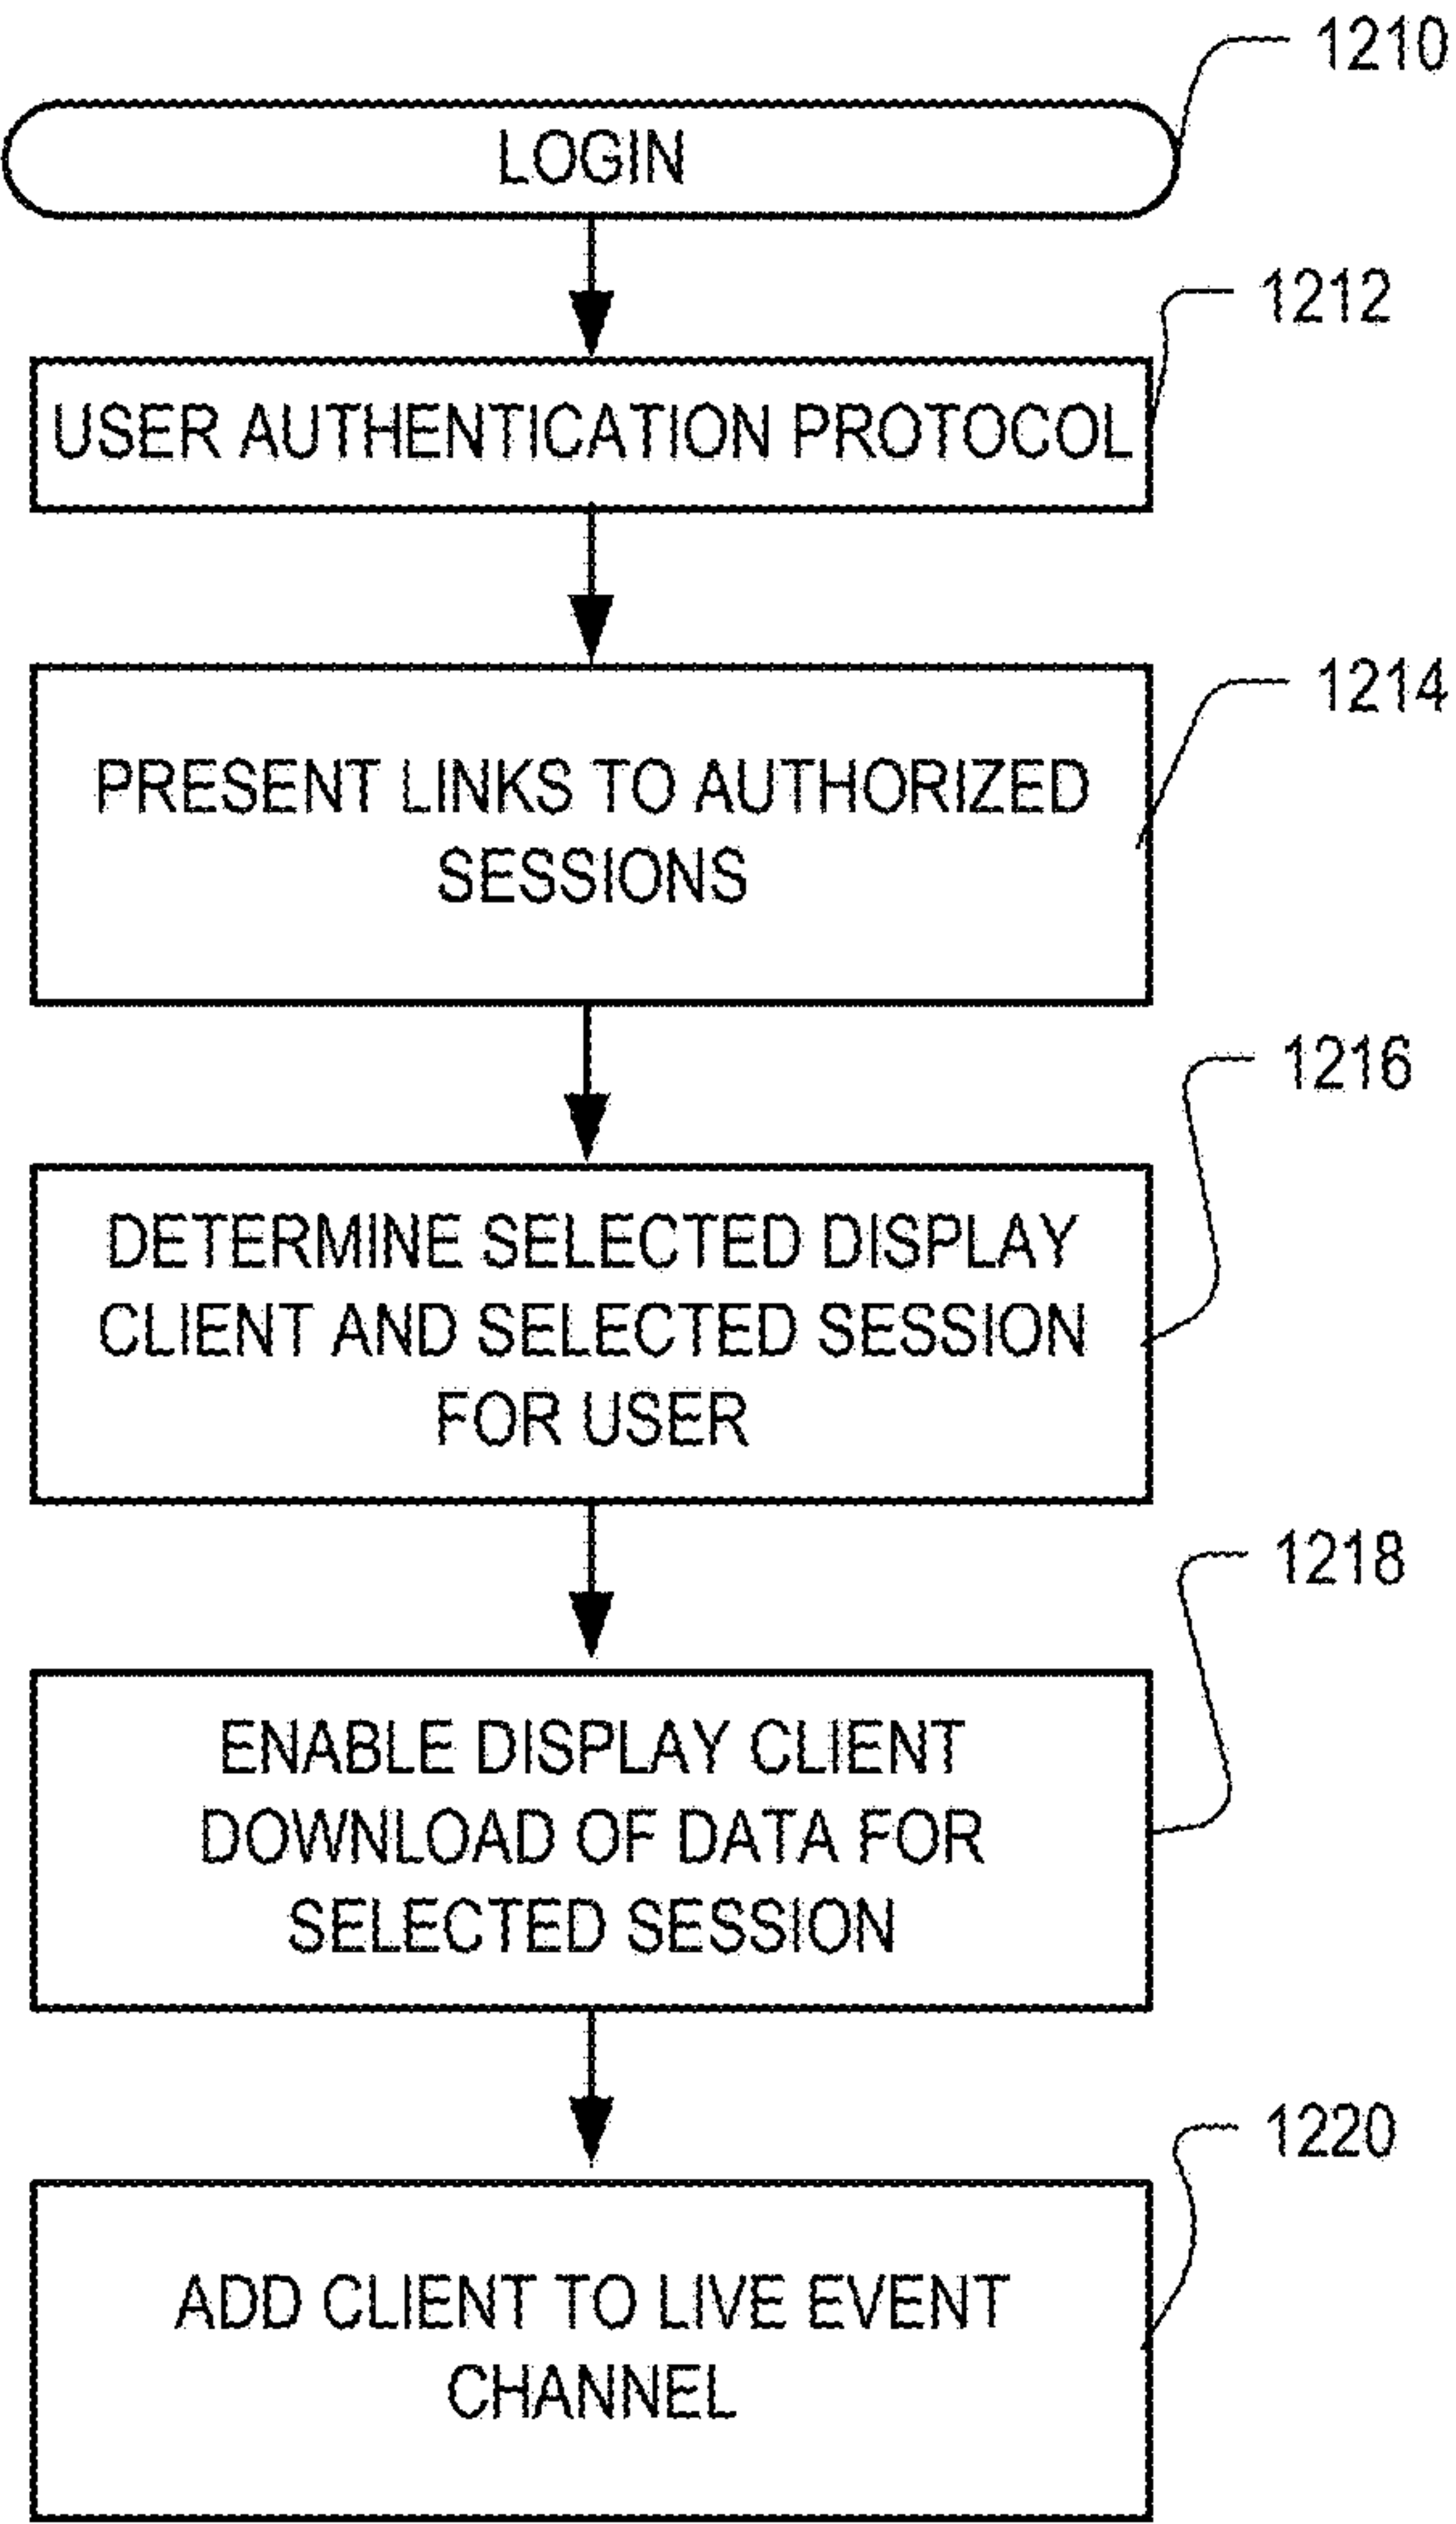 1210
LOGIN
1212
USER AUTHENTICATION PROTOCOL
1214
PRESENT LINKS TO AUTHORIZED
SESSIONS
1216
DETERMINE SELECTED DISPLAY
CLIENT AND SELECTED SESSION
FOR USER
1218
ENABLE DISPLAY CLIENT
DOWNLOAD OF DATA FOR
SELECTED SESSION
1220
ADD CLIENT TO LIVE EVENT
CHANNEL